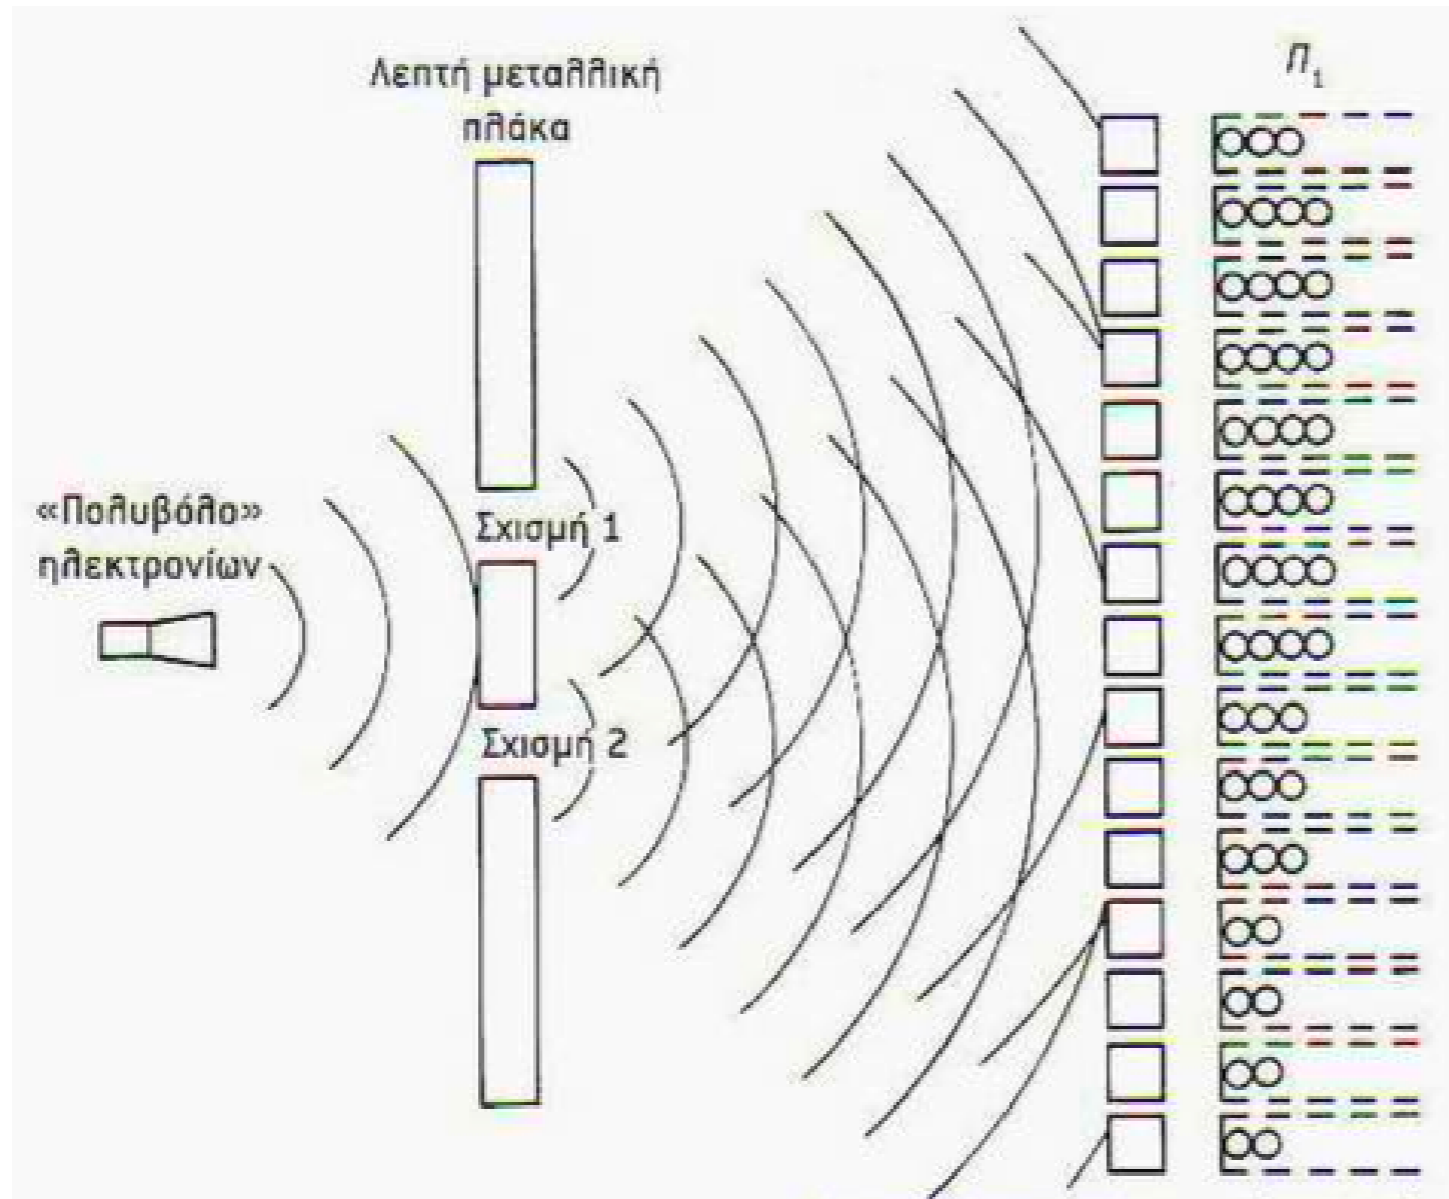 Λεπτή μεταλλική
πλάκα
Π₁
«Πολυβόλο»
ηλεκτρονίων
Σχισμή 1
Σχισμή 2